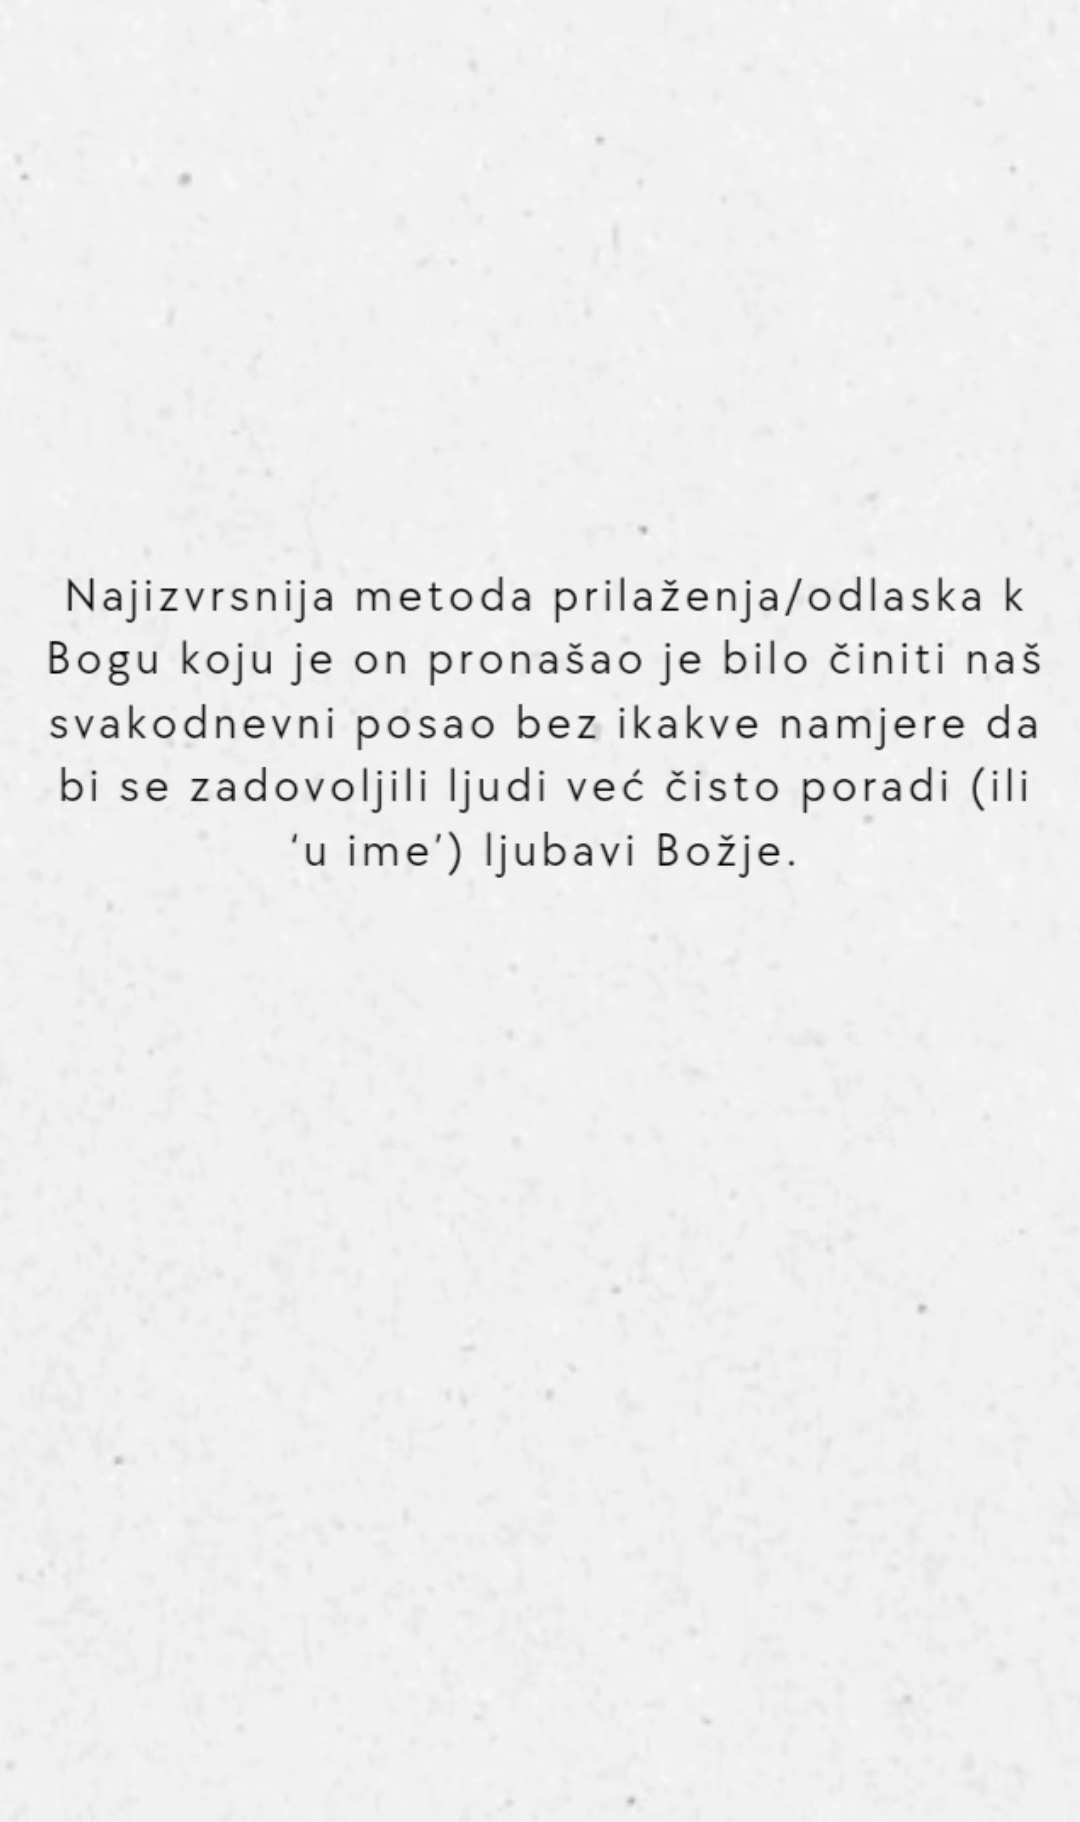 Najizvrsnija metoda prilaženja/odlaska k
Bogu koju je on pronašao je bilo činiti naš
svakodnevni posao bez ikakve namjere da
bi se zadovoljili ljudi već čisto poradi (ili
‘u ime’) ljubavi Božje.